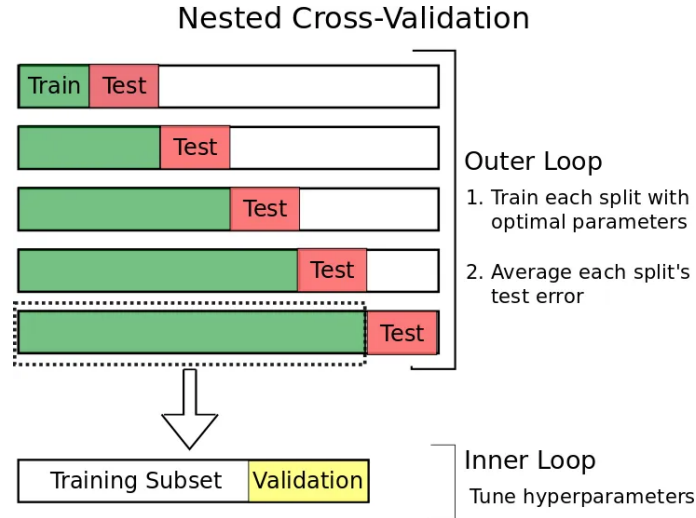 Nested Cross-Validation
Train Test
Test
Test
Test
Test
Outer Loop
1. Train each split with
optimal parameters
2. Average each split's
test error
Training Subset Validation
Inner Loop
Tune hyperparameters